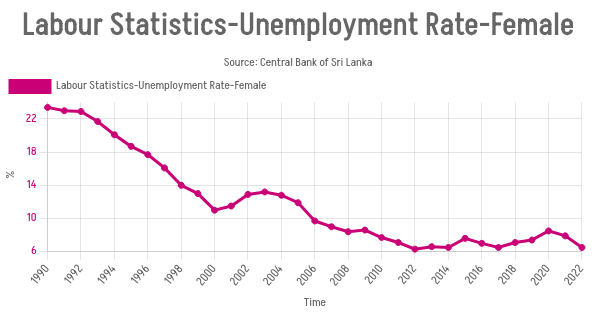 Labour Statistics-Unemployment Rate-Female
Source: Central Bank of Sri Lanka
Labour Statistics-Unemployment Rate-Female
22
18
14
10
6
%
1990 1992 1994 1996 1998 2000 2002 2004 2006 2008 2010 2012 2014 2016 2018 2020 2022
Time